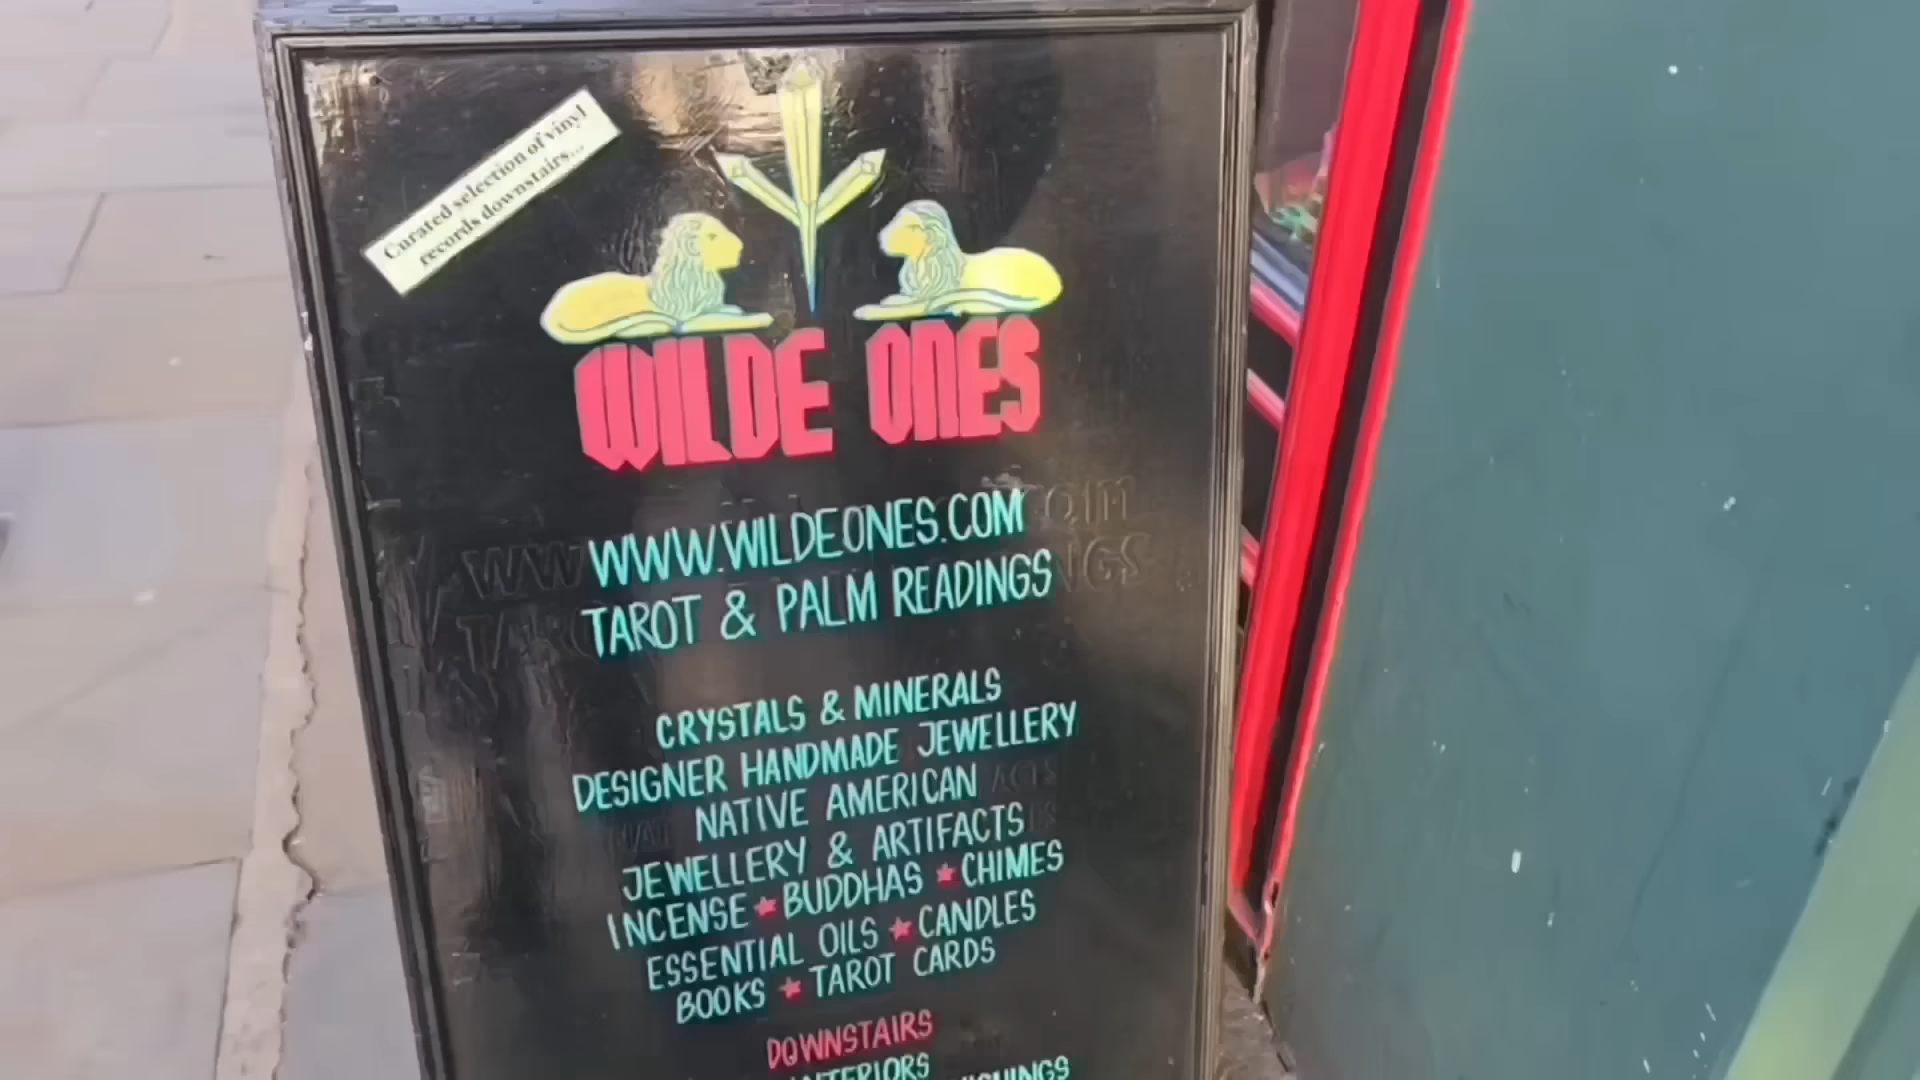 Curated selection of vinyl
records downstairs...
WILDE ONES
WWW.WILDEONES.COM
TAROT & PALM READINGS
CRYSTALS & MINERALS
DESIGNER HANDMADE JEWELLERY
NATIVE AMERICAN
JEWELLERY & ARTIFACTS
INCENSE ★ BUDDHAS ★ CHIMES
ESSENTIAL OILS ★ CANDLES
BOOKS ★ TAROT CARDS
DOWNSTAIRS
INTERIORS